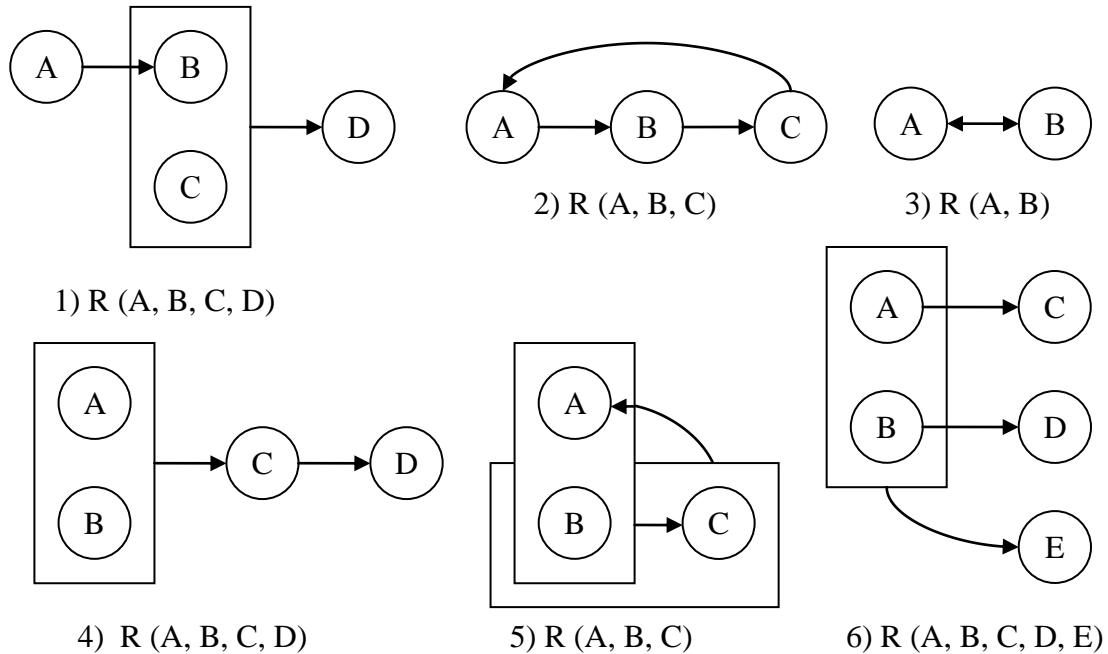 A
B
C
D
1) R (A, B, C, D)
A
B
C
2) R (A, B, C)
A
B
3) R (A, B)
A
B
C
D
4) R (A, B, C, D)
A
B
C
5) R (A, B, C)
A
C
B
D
E
6) R (A, B, C, D, E)